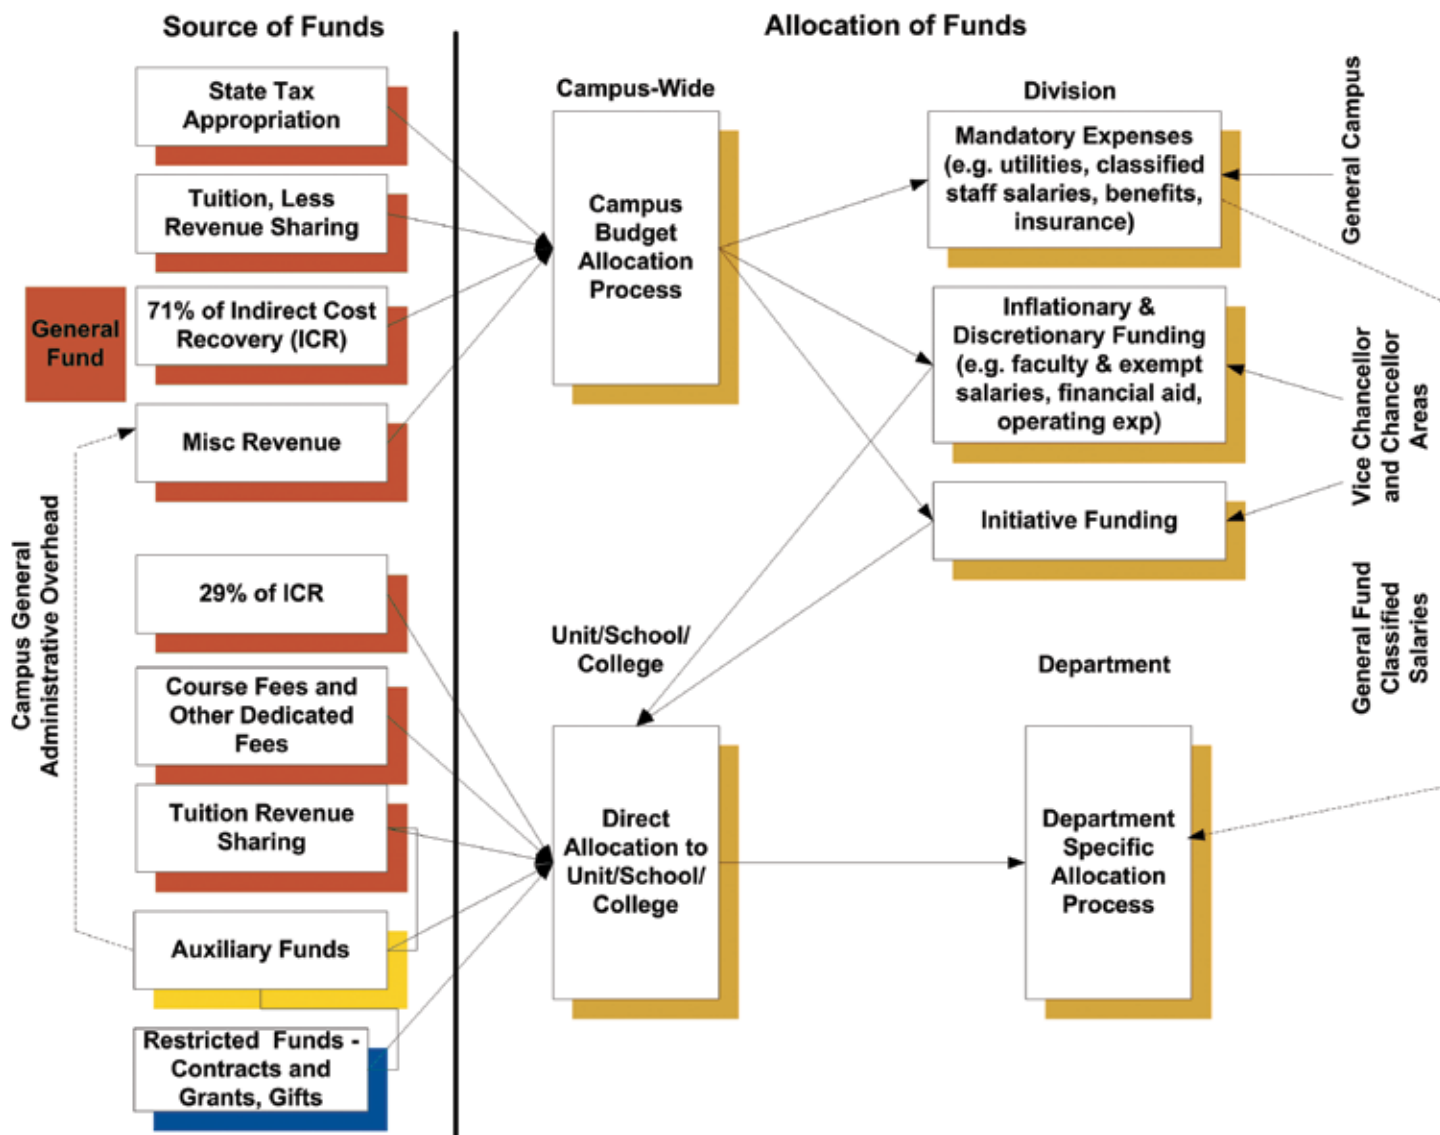 Source of Funds
Allocation of Funds
State Tax
Appropriation
Tuition, Less
Revenue Sharing
General
Fund
71% of Indirect Cost
Recovery (ICR)
Misc Revenue
Campus General
Administrative Overhead
29% of ICR
Course Fees and
Other Dedicated
Fees
Tuition Revenue
Sharing
Auxiliary Funds
Restricted Funds -
Contracts and
Grants, Gifts
Campus-Wide
Campus
Budget
Allocation
Process
Division
Mandatory Expenses
(e.g. utilities, classified
staff salaries, benefits,
insurance)
Inflationary &
Discretionary Funding
(e.g. faculty & exempt
salaries, financial aid,
operating exp)
Initiative Funding
General Campus
Vice Chancellor
and Chancellor
Areas
General Fund
Classified
Salaries
Unit/School/
College
Direct
Allocation to
Unit/School/
College
Department
Department
Specific
Allocation
Process